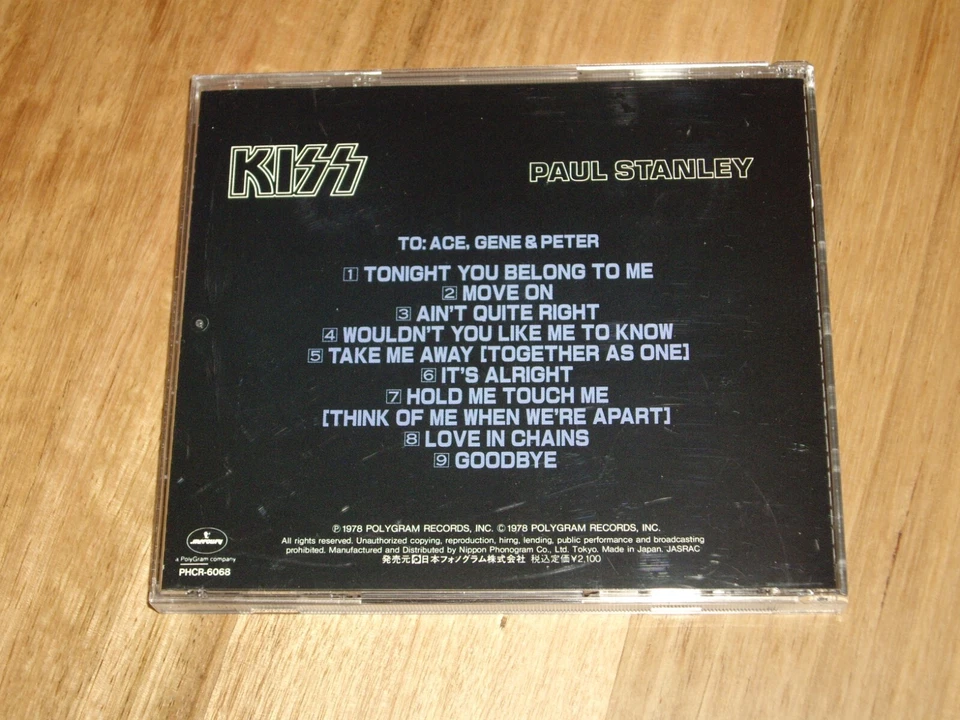 KISS
PAUL STANLEY
TO: ACE, GENE & PETER
1 TONIGHT YOU BELONG TO ME
2 MOVE ON
3 AIN'T QUITE RIGHT
4 WOULDN'T YOU LIKE ME TO KNOW
5 TAKE ME AWAY [TOGETHER AS ONE]
6 IT'S ALRIGHT
7 HOLD ME TOUCH ME
[THINK OF ME WHEN WE'RE APART]
8 LOVE IN CHAINS
9 GOODBYE
℗ 1978 POLYGRAM RECORDS, INC. © 1978 POLYGRAM RECORDS, INC.
All rights reserved. Unauthorized copying, reproduction, hiring, lending, public performance and broadcasting
prohibited. Manufactured and Distributed by Nippon Phonogram Co., Ltd. Tokyo. Made in Japan. JASRAC
発売元 日本フォノグラム株式会社 税込定価¥2,100
mercury
a PolyGram company
PHCR-6068